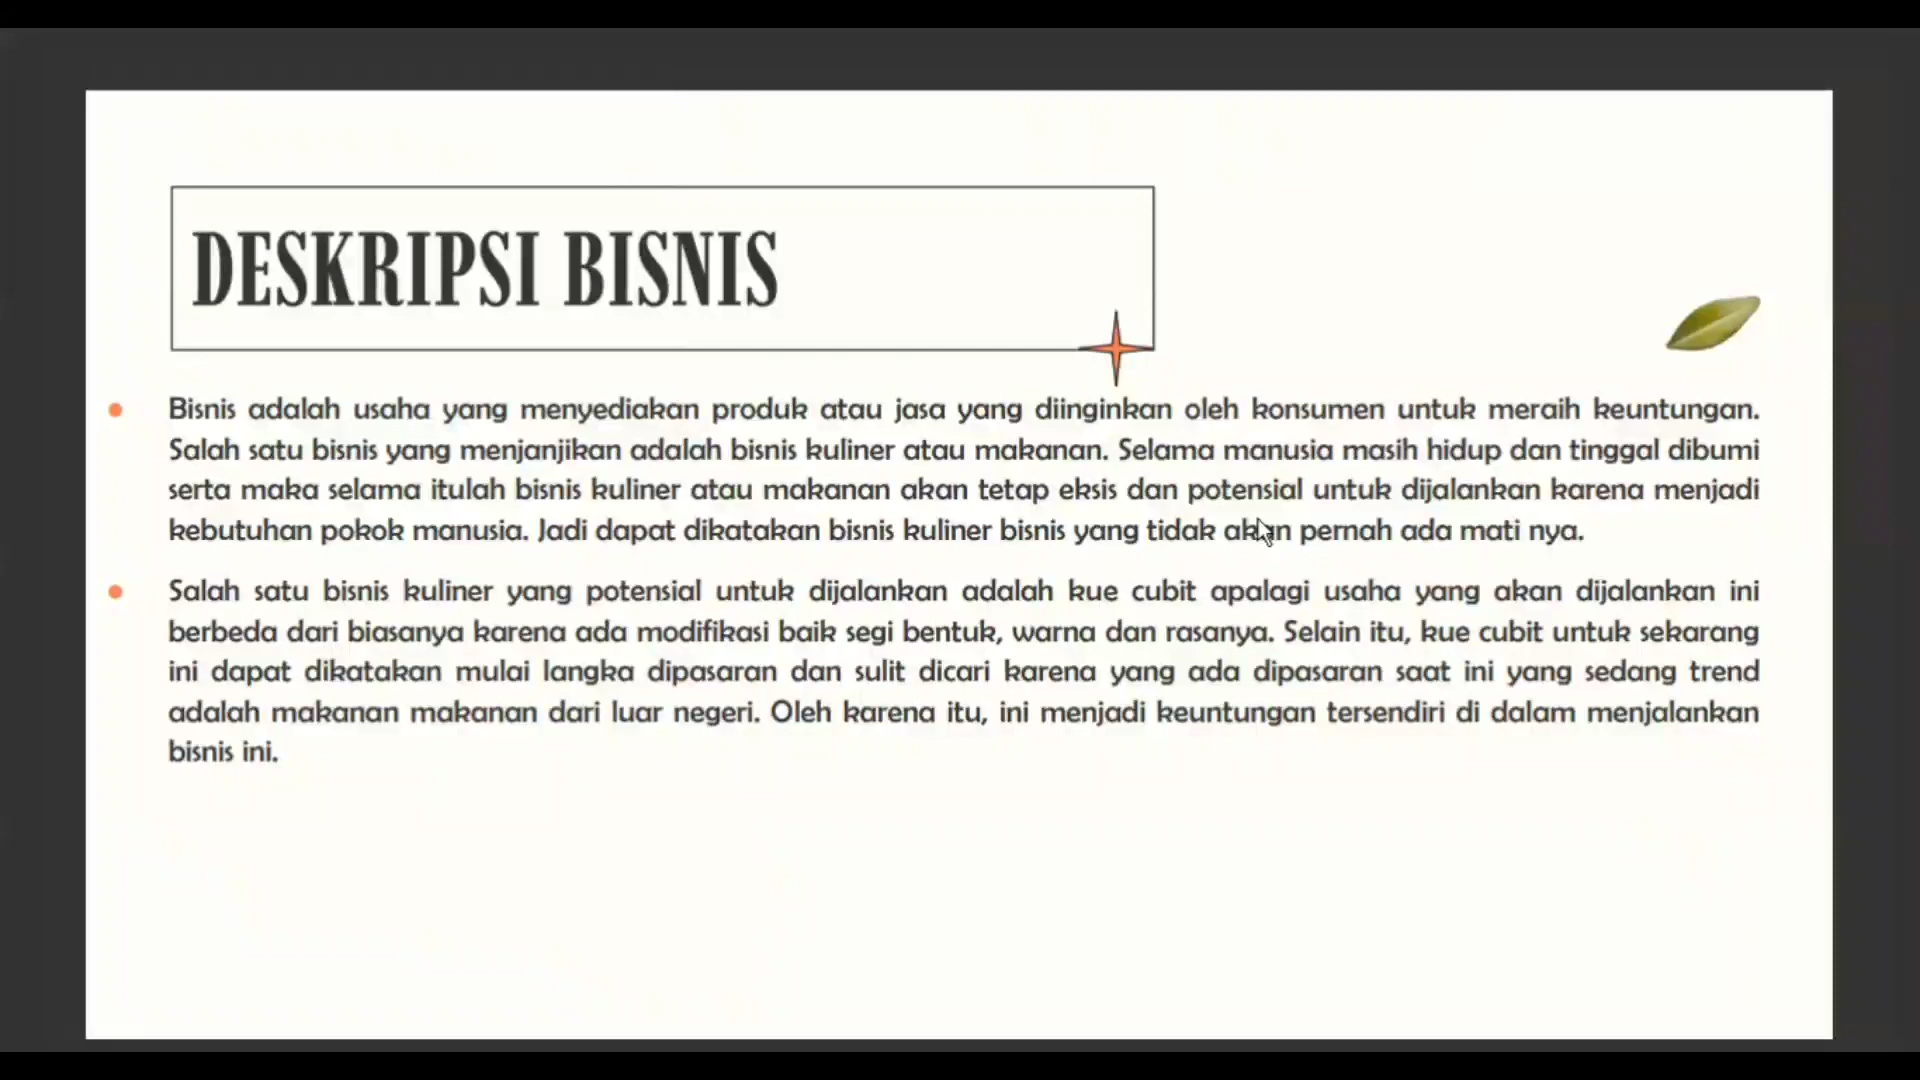 DESKRIPSI BISNIS
Bisnis adalah usaha yang menyediakan produk atau jasa yang diinginkan oleh konsumen untuk meraih keuntungan.
Salah satu bisnis yang menjanjikan adalah bisnis kuliner atau makanan. Selama manusia masih hidup dan tinggal dibumi
serta maka selama itulah bisnis kuliner atau makanan akan tetap eksis dan potensial untuk dijalankan karena menjadi
kebutuhan pokok manusia. Jadi dapat dikatakan bisnis kuliner bisnis yang tidak akan pernah ada mati nya.
Salah satu bisnis kuliner yang potensial untuk dijalankan adalah kue cubit apalagi usaha yang akan dijalankan ini
berbeda dari biasanya karena ada modifikasi baik segi bentuk, warna dan rasanya. Selain itu, kue cubit untuk sekarang
ini dapat dikatakan mulai langka dipasaran dan sulit dicari karena yang ada dipasaran saat ini yang sedang trend
adalah makanan makanan dari luar negeri. Oleh karena itu, ini menjadi keuntungan tersendiri di dalam menjalankan
bisnis ini.